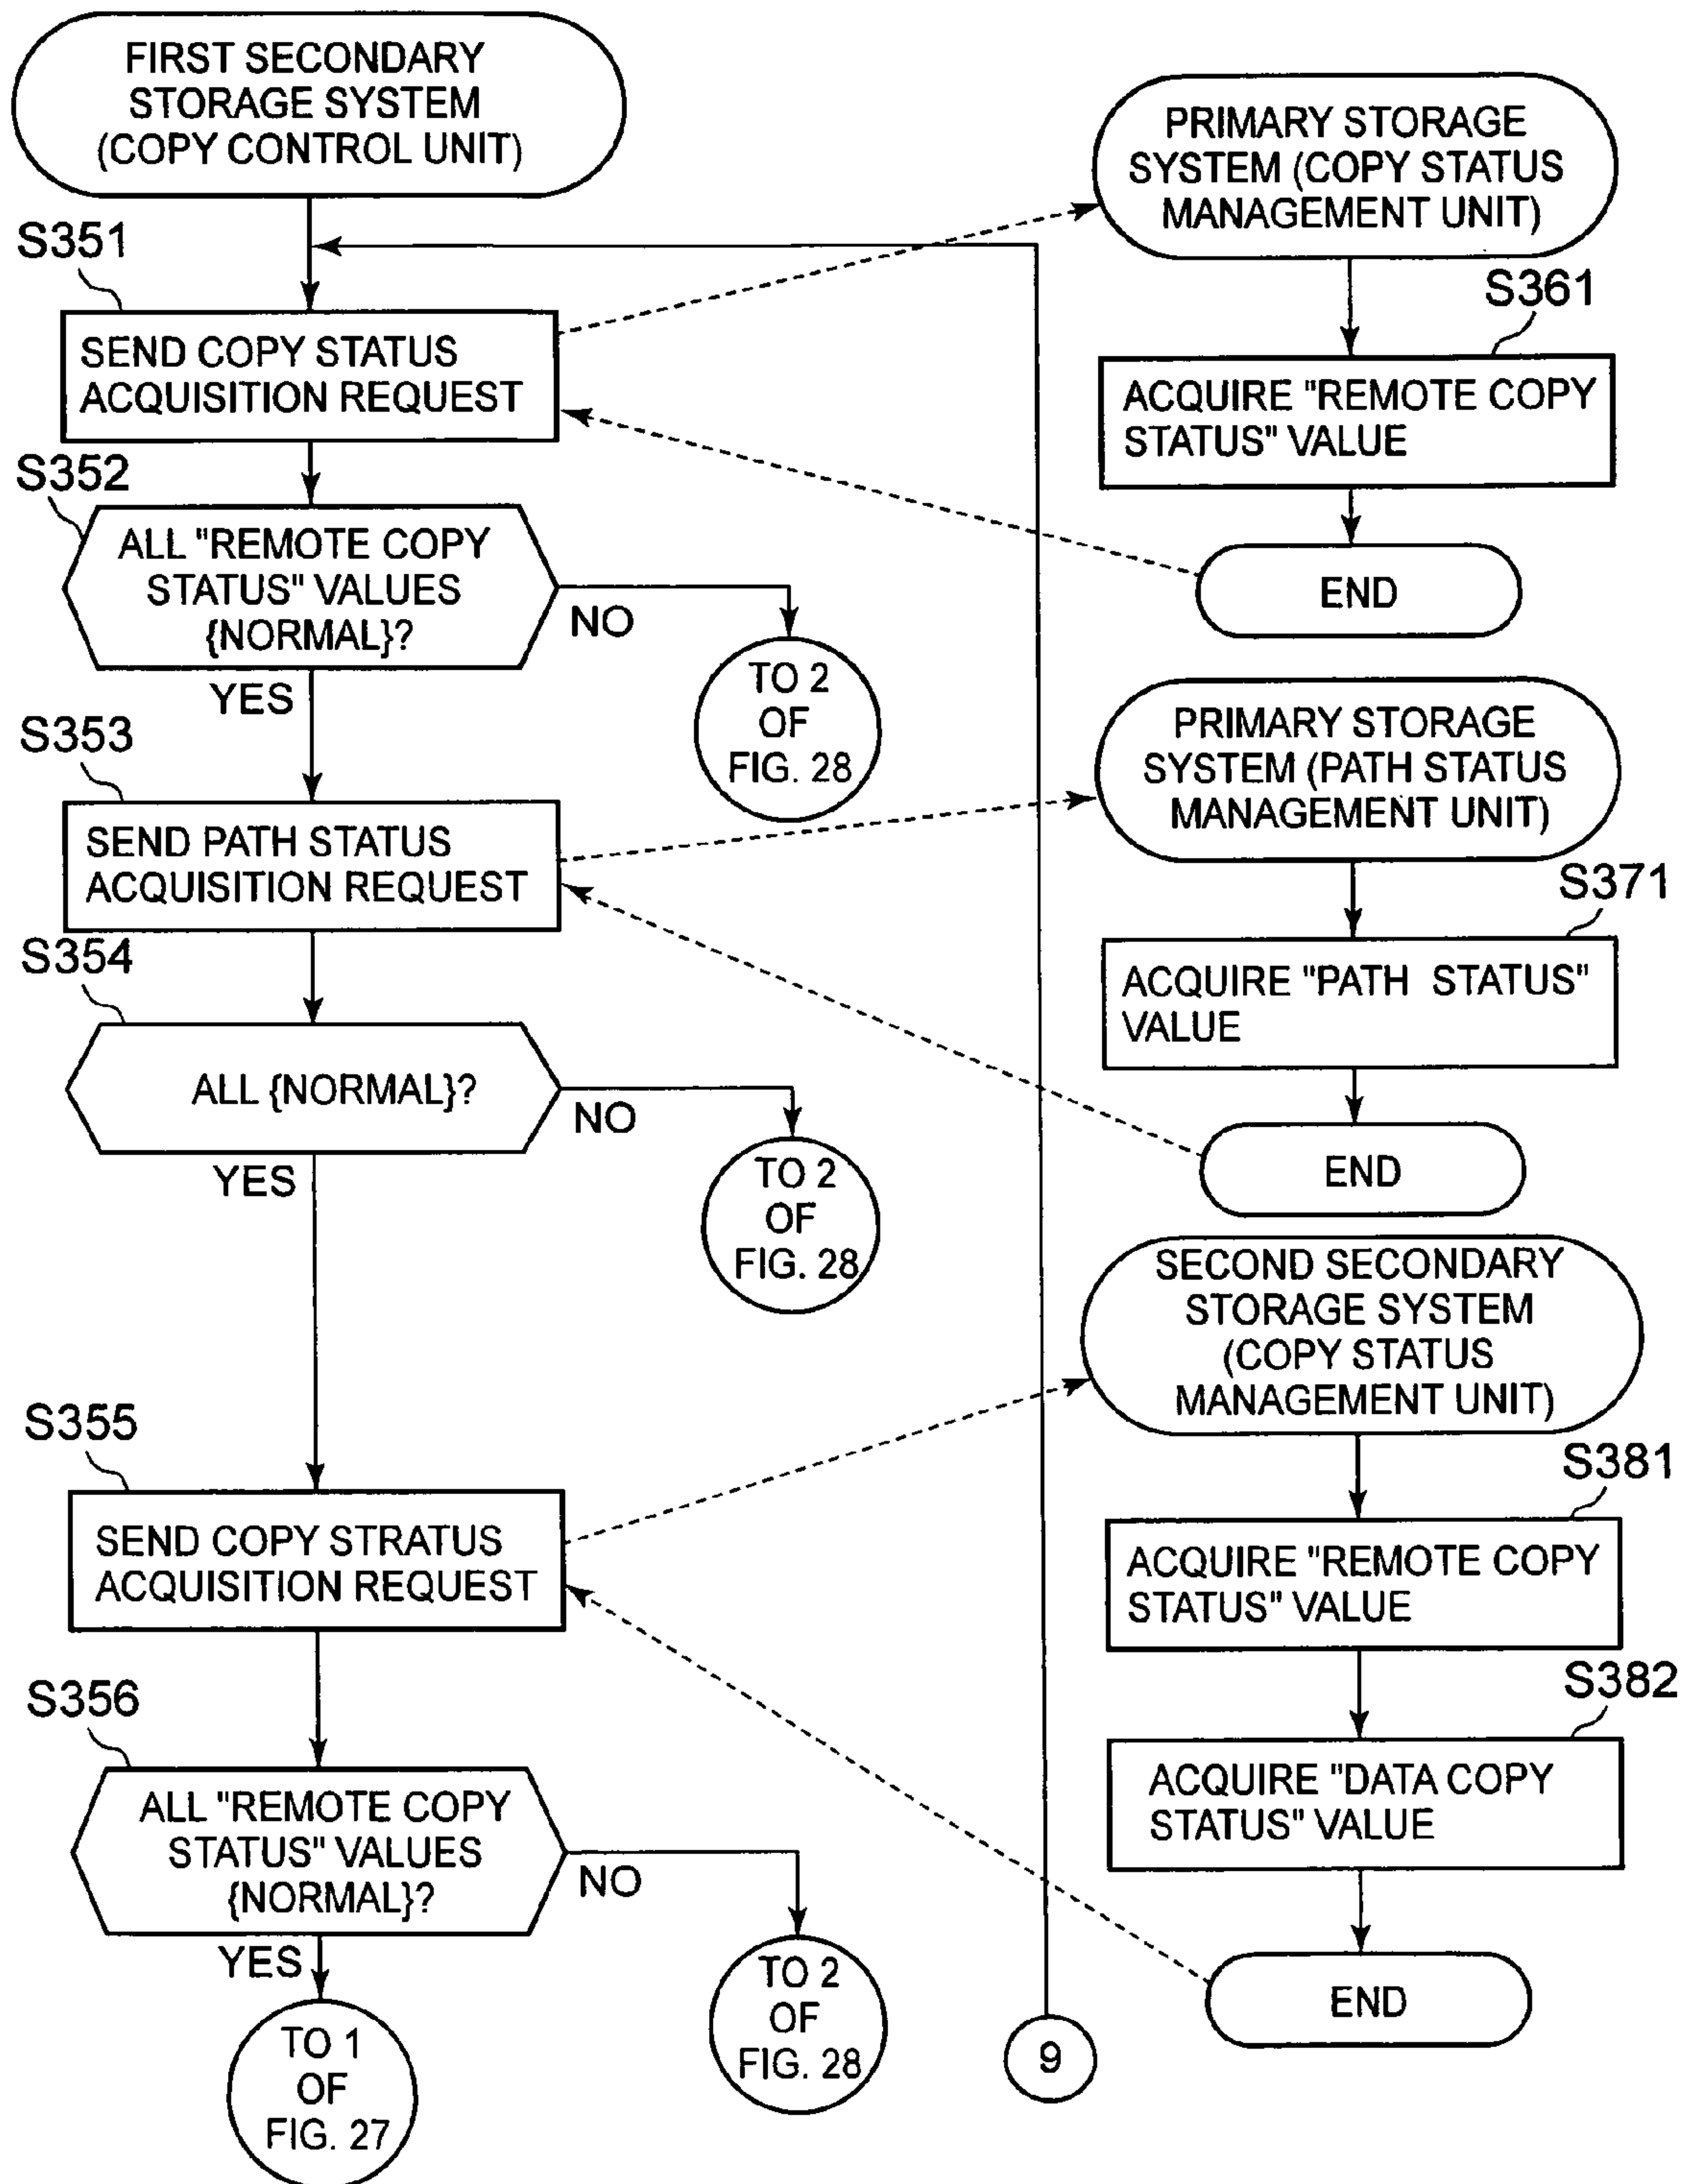 FIRST SECONDARY
STORAGE SYSTEM
(COPY CONTROL UNIT)
S351
SEND COPY STATUS
ACQUISITION REQUEST
S352
ALL "REMOTE COPY
STATUS" VALUES
{NORMAL}?
NO
TO 2
OF
FIG. 28
YES
S353
SEND PATH STATUS
ACQUISITION REQUEST
S354
ALL {NORMAL}?
NO
TO 2
OF
FIG. 28
YES
S355
SEND COPY STRATUS
ACQUISITION REQUEST
S356
ALL "REMOTE COPY
STATUS" VALUES
{NORMAL}?
NO
TO 2
OF
FIG. 28
YES
TO 1
OF
FIG. 27
9
PRIMARY STORAGE
SYSTEM (COPY STATUS
MANAGEMENT UNIT)
S361
ACQUIRE "REMOTE COPY
STATUS" VALUE
END
PRIMARY STORAGE
SYSTEM (PATH STATUS
MANAGEMENT UNIT)
S371
ACQUIRE "PATH STATUS"
VALUE
END
SECOND SECONDARY
STORAGE SYSTEM
(COPY STATUS
MANAGEMENT UNIT)
S381
ACQUIRE "REMOTE COPY
STATUS" VALUE
S382
ACQUIRE "DATA COPY
STATUS" VALUE
END